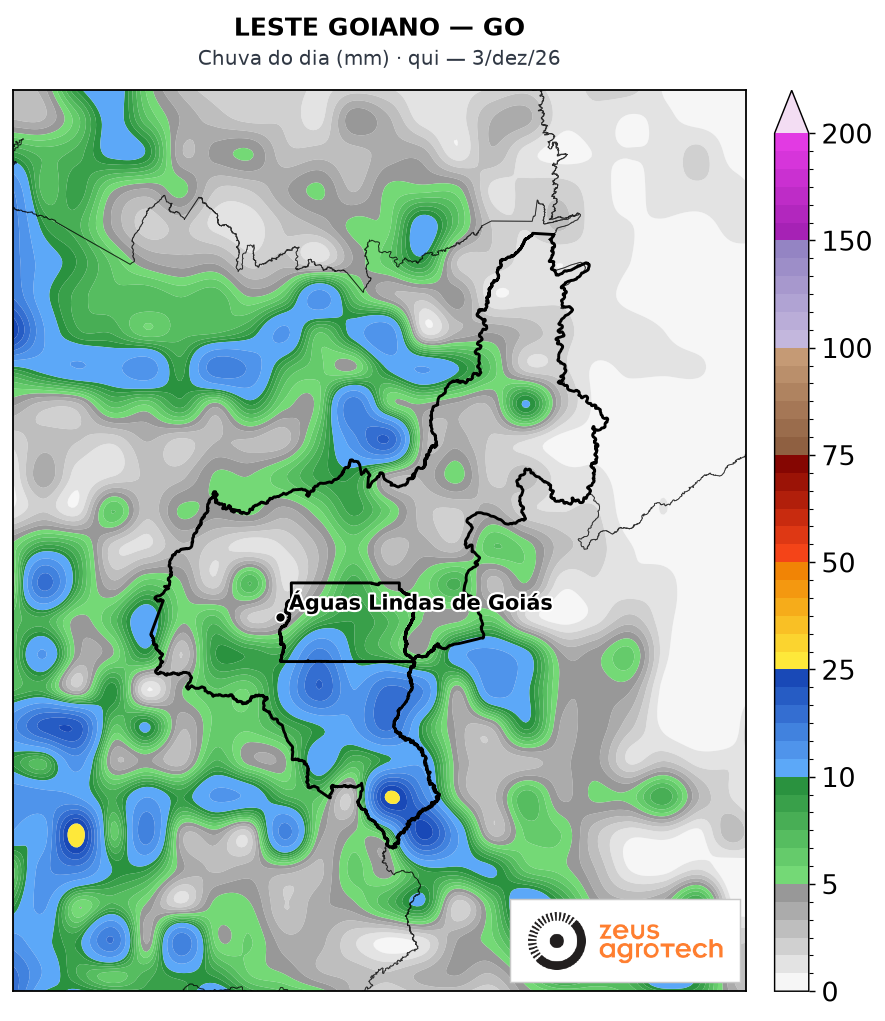 LESTE GOIANO — GO
Chuva do dia (mm) · qui — 3/dez/26
200
150
100
75
50
25
10
5
0
Águas Lindas de Goiás
zeus
agrotech